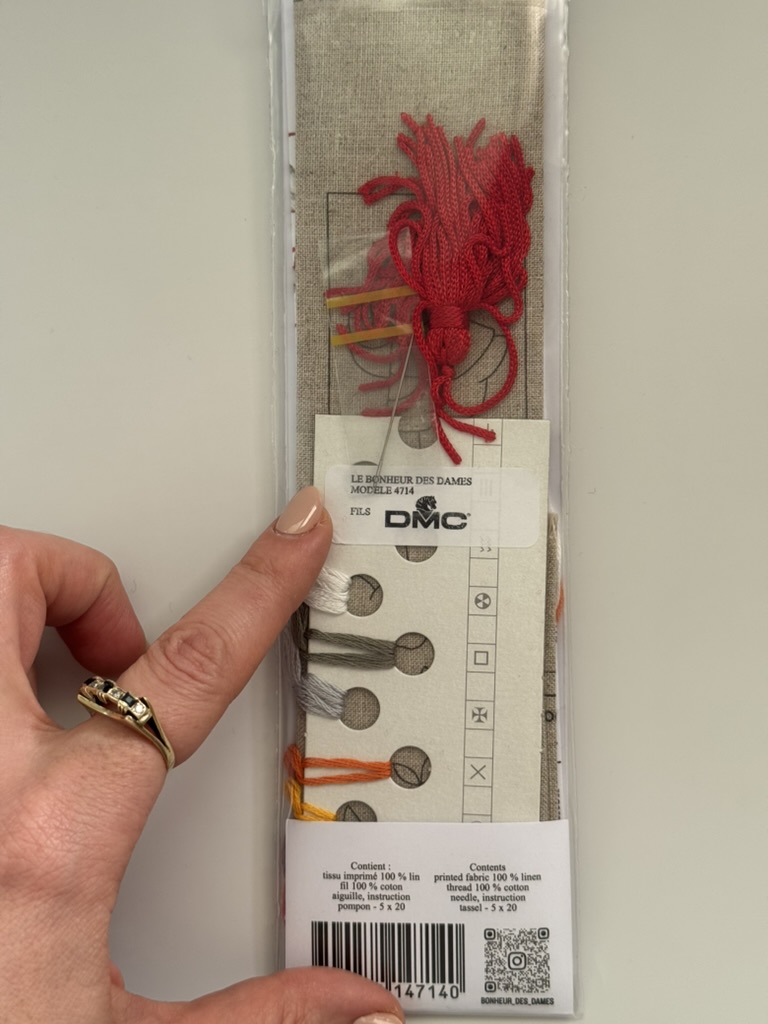 LE BONHEUR DES DAMES
MODELE 4714
FILS DMC
Contient :
tissu imprimé 100 % lin
fil 100 % coton
aiguille, instruction
pompon - 5 x 20
Contents
printed fabric 100 % linen
thread 100 % cotton
needle, instruction
tassel - 5 x 20
147140
BONHEUR_DES_DAMES